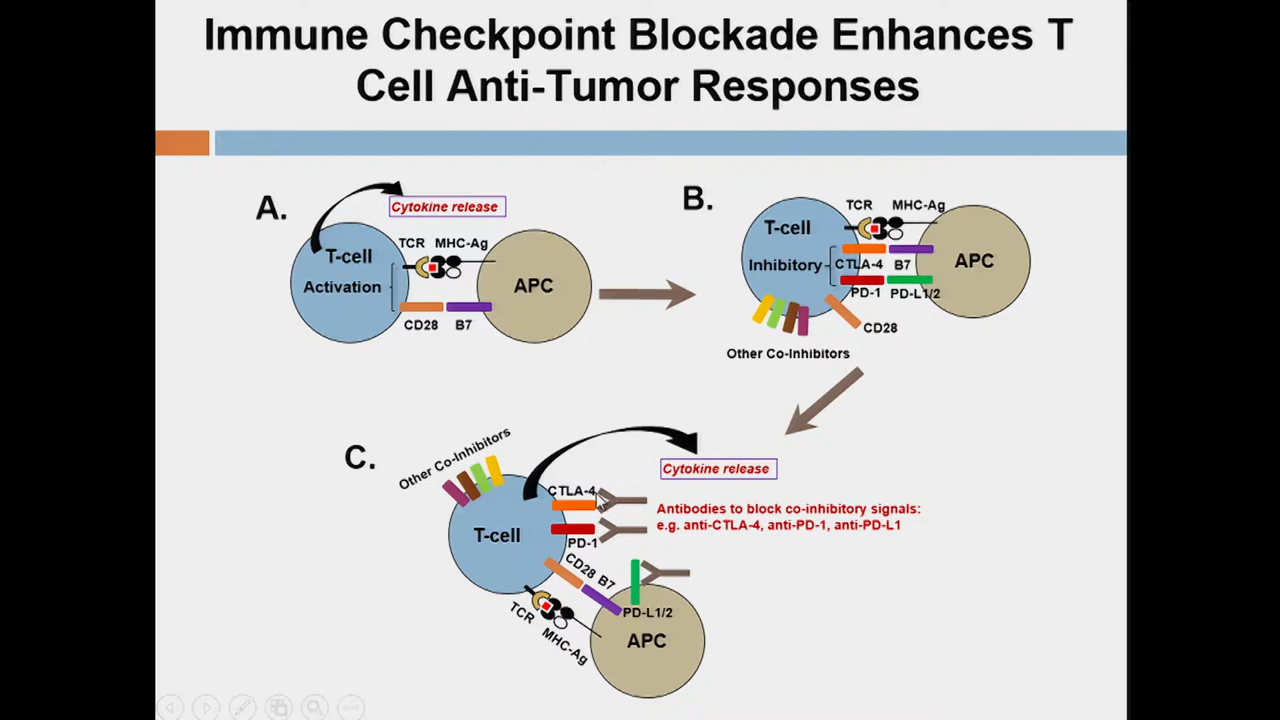 Immune Checkpoint Blockade Enhances T
Cell Anti-Tumor Responses
A.
Cytokine release
T-cell
TCR
MHC-Ag
Activation
APC
CD28
B7
B.
TCR
MHC-Ag
T-cell
Inhibitory
CTLA-4
B7
APC
PD-1
PD-L1/2
CD28
Other Co-Inhibitors
C.
Other Co-Inhibitors
Cytokine release
CTLA-4
Antibodies to block co-inhibitory signals:
e.g. anti-CTLA-4, anti-PD-1, anti-PD-L1
T-cell
PD-1
CD28
B7
TCR
MHC-Ag
PD-L1/2
APC